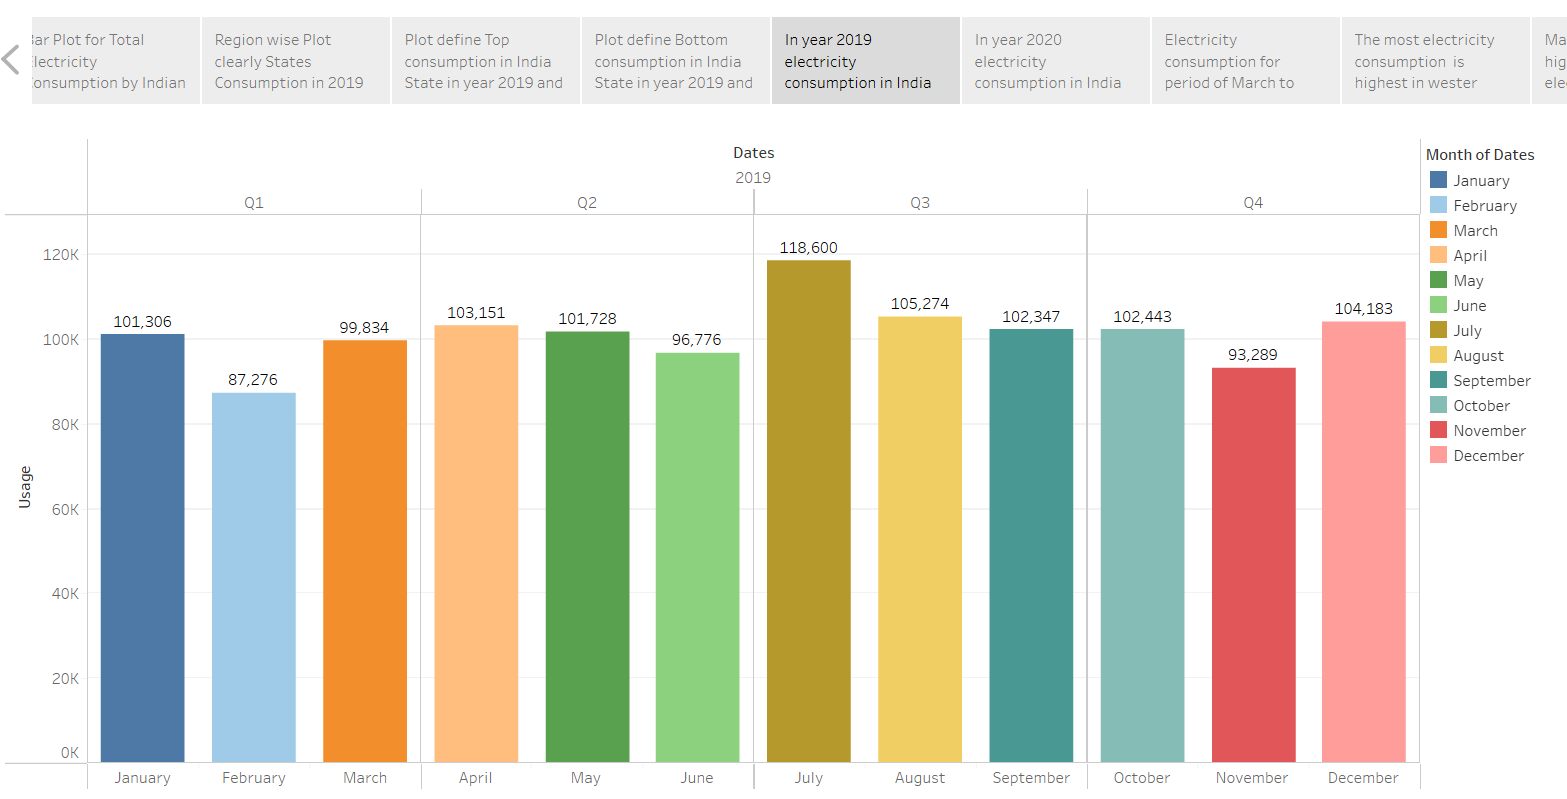 Bar Plot for Total
Electricity
Consumption by Indian
Region wise Plot
clearly States
Consumption in 2019
Plot define Top
consumption in India
State in year 2019 and
Plot define Bottom
consumption in India
State in year 2019 and
In year 2019
electricity
consumption in India
In year 2020
electricity
consumption in India
Electricity
consumption for
period of March to
The most electricity
consumption is
highest in wester
Ma
hig
ele
Dates
2019
Q1 Q2 Q3 Q4
Usage
120K
100K
80K
60K
40K
20K
0K
101,306
87,276
99,834
103,151
101,728
96,776
118,600
105,274
102,347
102,443
93,289
104,183
January February March April May June July August September October November December
Month of Dates
January
February
March
April
May
June
July
August
September
October
November
December